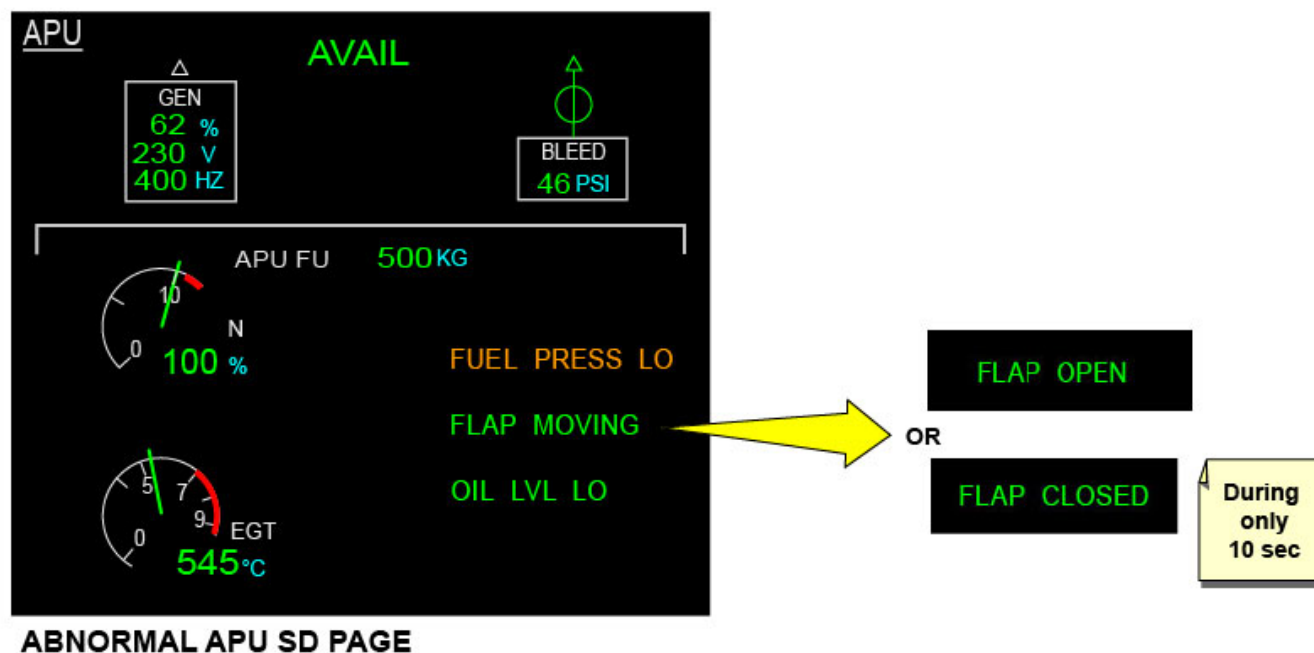 APU
AVAIL
GEN
62 %
230 V
400 HZ
BLEED
46 PSI
APU FU 500 KG
10
0
N
100 %
FUEL PRESS LO
FLAP MOVING
OIL LVL LO
5
7
9
0
EGT
545 °C
FLAP OPEN
OR
FLAP CLOSED
During
only
10 sec
ABNORMAL APU SD PAGE